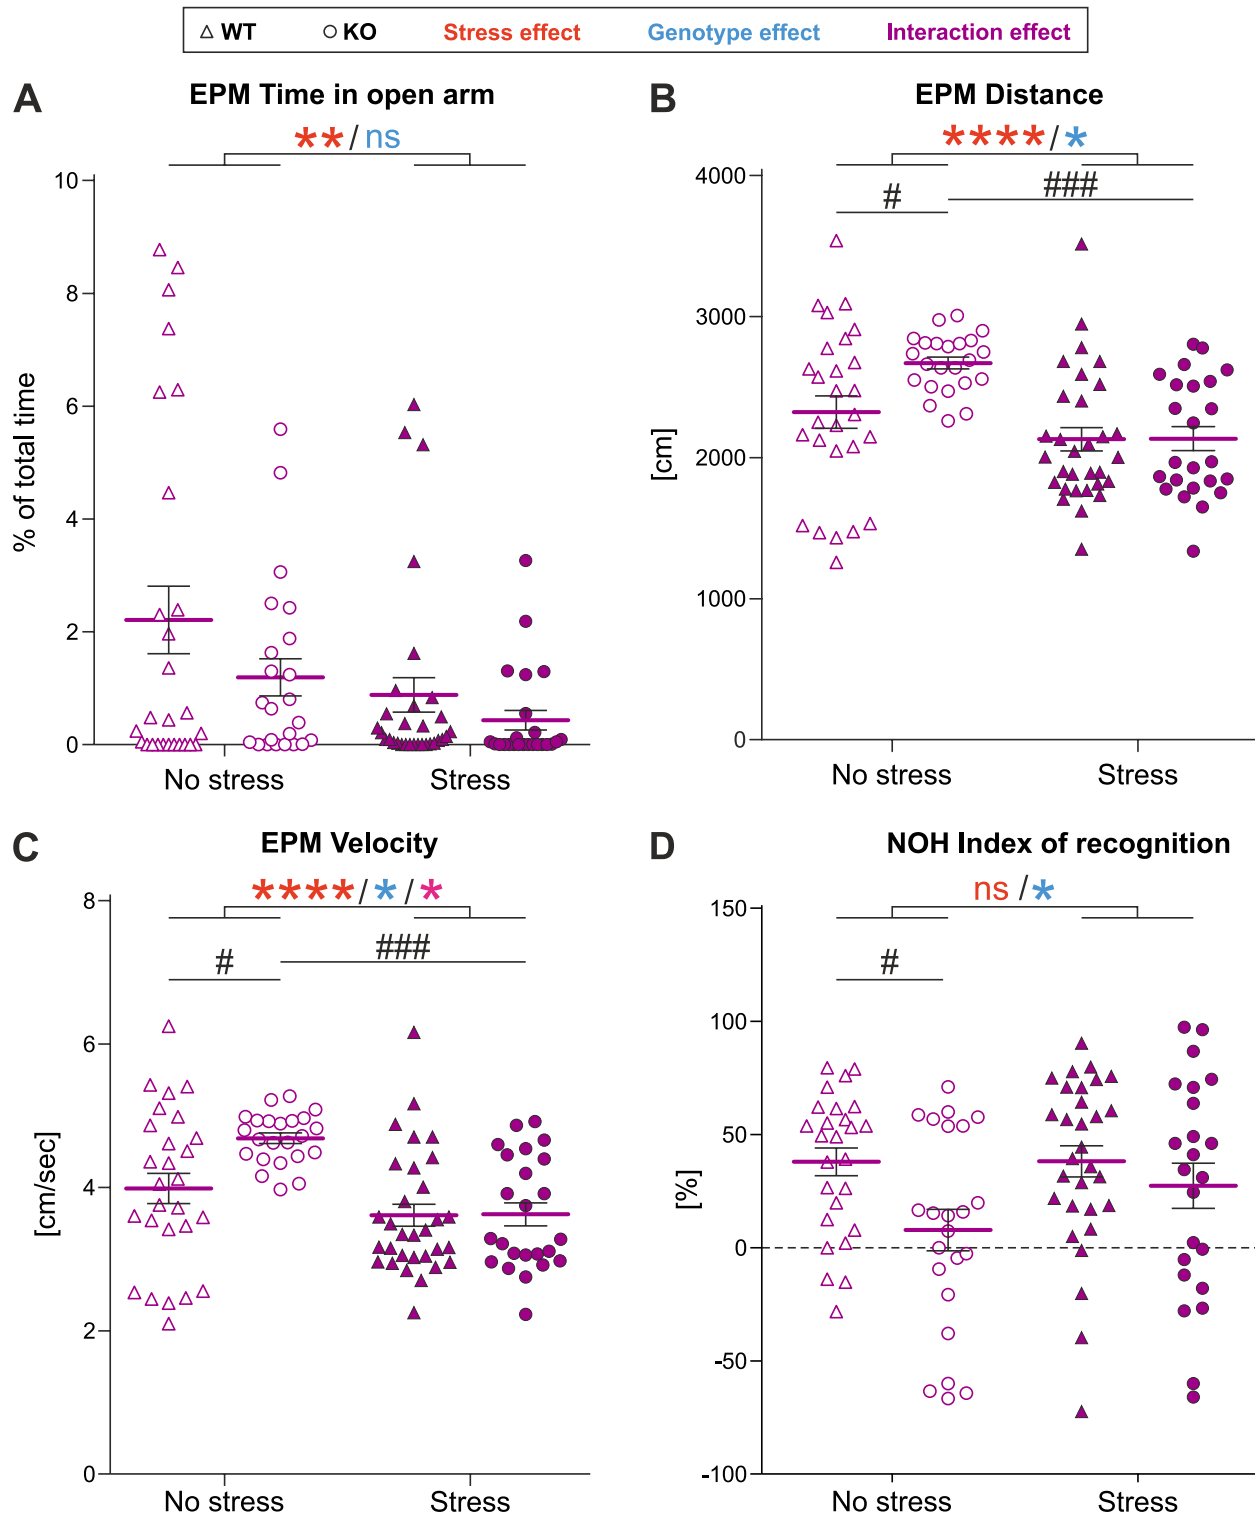 △ WT ○ KO Stress effect Genotype effect Interaction effect
A EPM Time in open arm
**/ns
10
8
6
4
2
0
% of total time
No stress Stress
B EPM Distance
****/*
# ###
4000
3000
2000
1000
0
[cm]
No stress Stress
C EPM Velocity
****/*/*
# ###
8
6
4
2
0
[cm/sec]
No stress Stress
D NOH Index of recognition
ns/*
#
150
100
50
0
-50
-100
[%]
No stress Stress